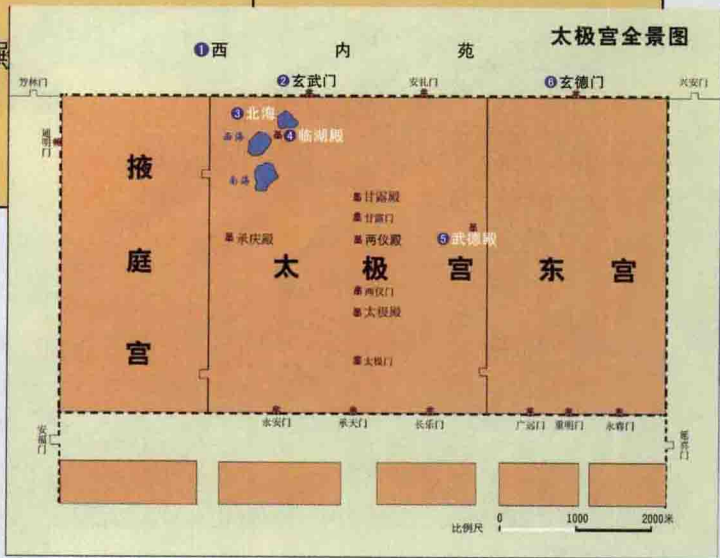 太极宫全景图
1 西内苑
2 玄武门
安礼门
6 玄德门
芳林门
兴安门
通明门
3 北海
西海
4 临湖殿
南海
掖庭宫
甘露殿
甘露门
承庆殿
两仪殿
5 武德殿
太极宫
东宫
两仪门
太极殿
太极门
永安门
承天门
长乐门
广运门
重明门
永春门
安福门
延喜门
比例尺
0 1000 2000米